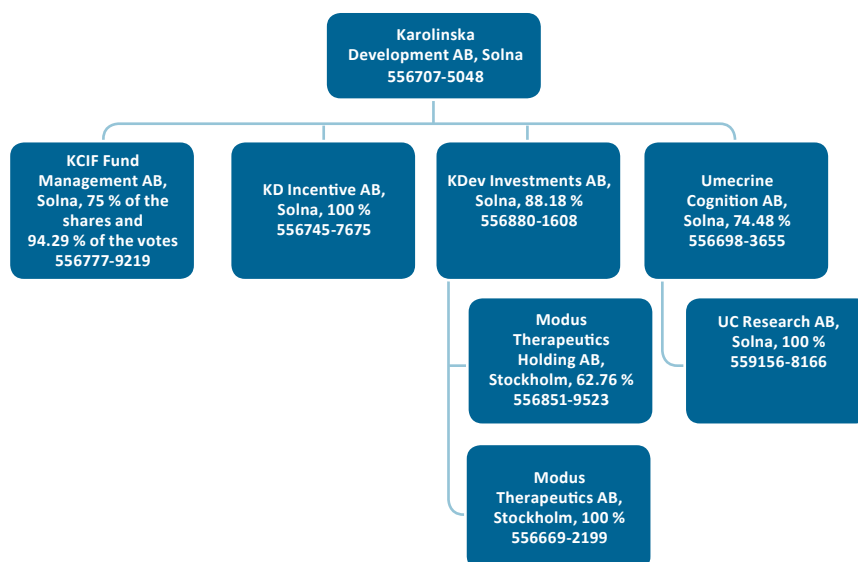 Karolinska
Development AB, Solna
556707-5048
KCIF Fund
Management AB,
Solna, 75 % of the
shares and
94.29 % of the votes
556777-9219
KD Incentive AB,
Solna, 100 %
556745-7675
KDev Investments AB,
Solna, 88.18 %
556880-1608
Umecrine
Cognition AB,
Solna, 74.48 %
556698-3655
Modus
Therapeutics
Holding AB,
Stockholm, 62.76 %
556851-9523
UC Research AB,
Solna, 100 %
559156-8166
Modus
Therapeutics AB,
Stockholm, 100 %
556669-2199